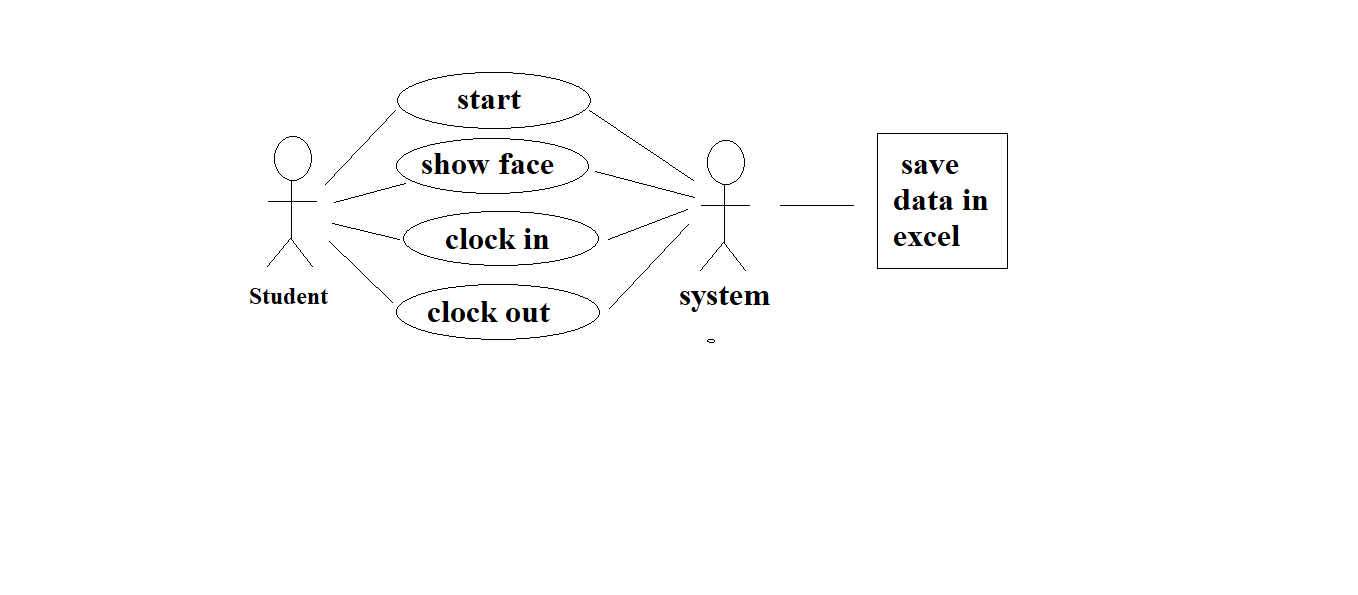 start
show face
clock in
clock out
Student
system
save
data in
excel